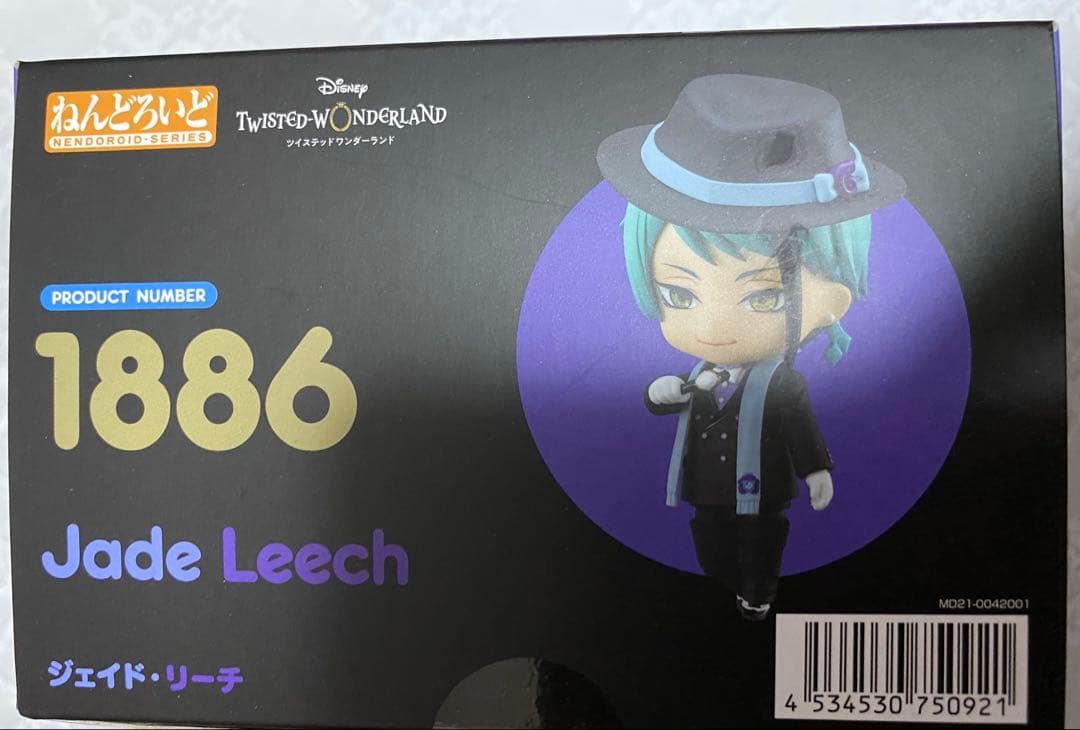 ねんどろいど
NENDOROID·SERIES
Disney
TWISTED-WONDERLAND
ツイステッドワンダーランド
PRODUCT NUMBER
1886
Jade Leech
ジェイド・リーチ
MD21-0042001
4 534530 750921